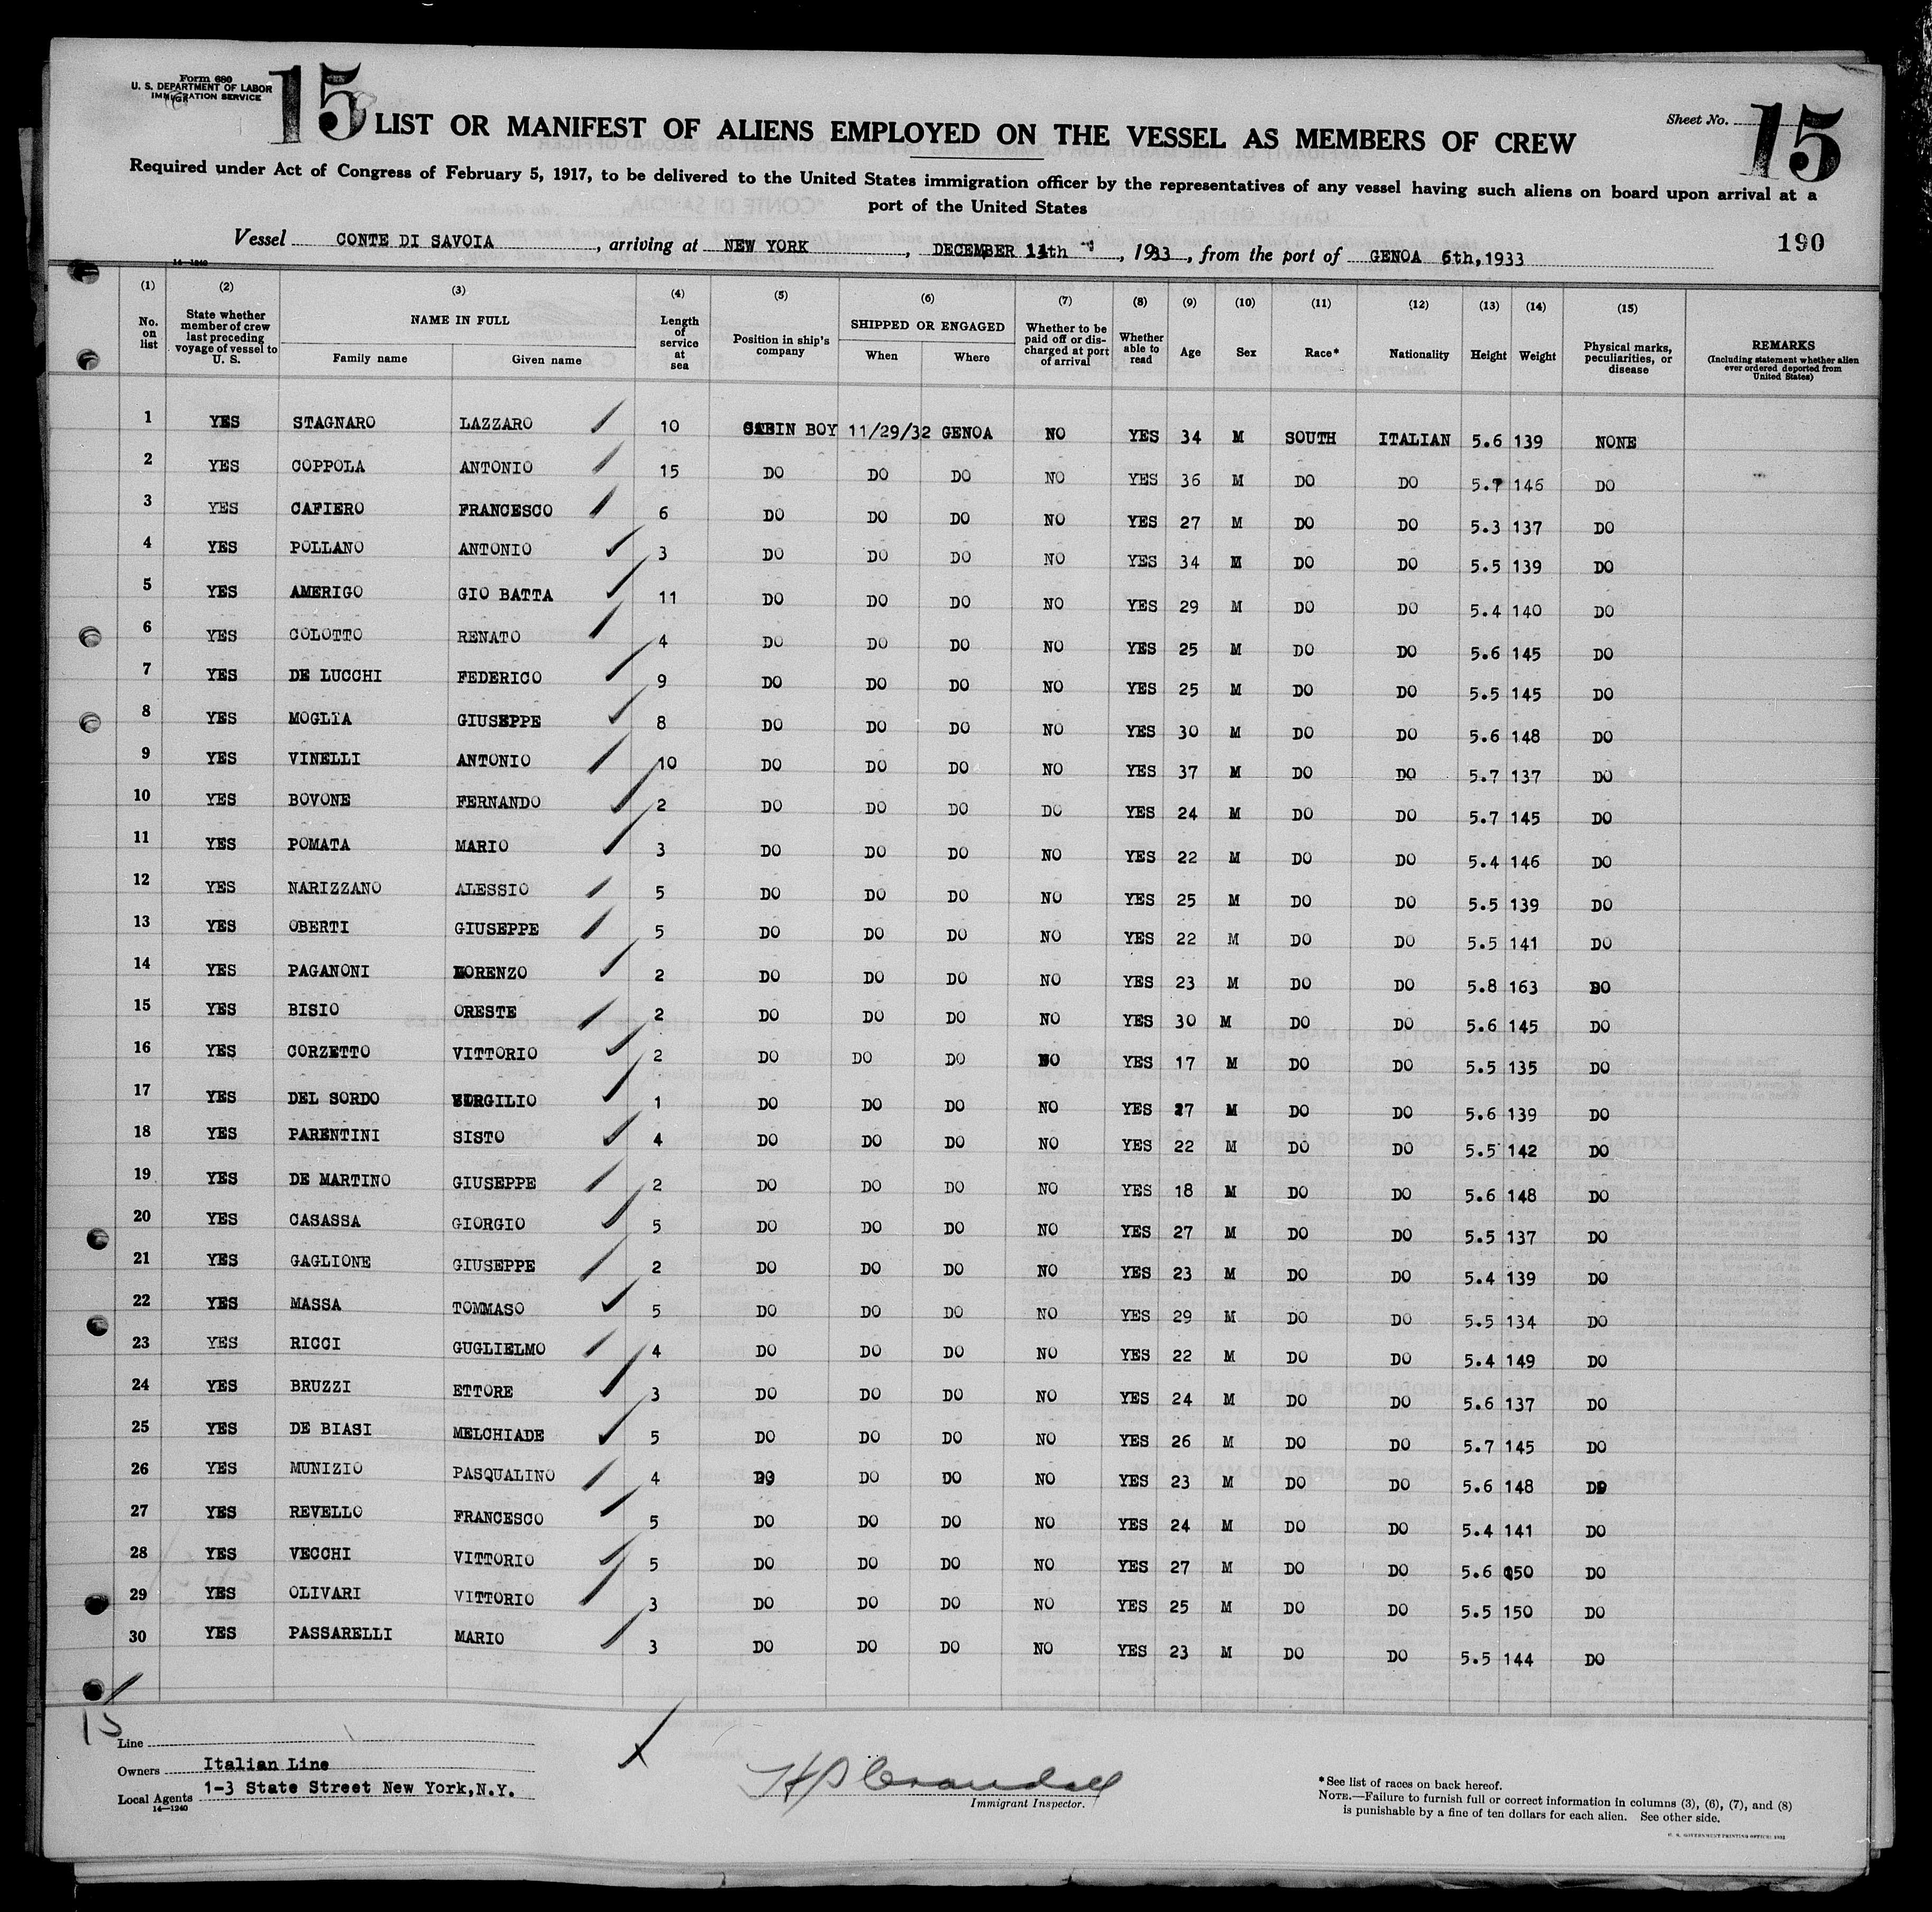 Form 680
U. S. DEPARTMENT OF LABOR
IMMIGRATION SERVICE
15
LIST OR MANIFEST OF ALIENS EMPLOYED ON THE VESSEL AS MEMBERS OF CREW
Sheet No. 15
Required under Act of Congress of February 5, 1917, to be delivered to the United States immigration officer by the representatives of any vessel having such aliens on board upon arrival at a
port of the United States
190
Vessel CONTE DI SAVOIA, arriving at NEW YORK, DECEMBER 14th, 1933, from the port of GENOA 6th, 1933
14—1240
(1) (2) (3) (4) (5) (6) (7) (8) (9) (10) (11) (12) (13) (14) (15)
No. on list | State whether member of crew last preceding voyage of vessel to U. S. | NAME IN FULL Family name Given name | Length of service at sea | Position in ship's company | SHIPPED OR ENGAGED When Where | Whether to be paid off or discharged at port of arrival | Whether able to read | Age | Sex | Race* | Nationality | Height | Weight | Physical marks, peculiarities, or disease | REMARKS (Including statement whether alien ever ordered deported from United States)
1 YES STAGNARO LAZZARO 10 CABIN BOY 11/29/32 GENOA NO YES 34 M SOUTH ITALIAN 5.6 139 NONE
2 YES COPPOLA ANTONIO 15 DO DO DO NO YES 36 M DO DO 5.7 146 DO
3 YES CAFIERO FRANCESCO 6 DO DO DO NO YES 27 M DO DO 5.3 137 DO
4 YES POLLANO ANTONIO 3 DO DO DO NO YES 34 M DO DO 5.5 139 DO
5 YES AMERIGO GIO BATTA 11 DO DO DO NO YES 29 M DO DO 5.4 140 DO
6 YES COLOTTO RENATO 4 DO DO DO NO YES 25 M DO DO 5.6 145 DO
7 YES DE LUCCHI FEDERICO 9 DO DO DO NO YES 25 M DO DO 5.5 145 DO
8 YES MOGLIA GIUSEPPE 8 DO DO DO NO YES 30 M DO DO 5.6 148 DO
9 YES VINELLI ANTONIO 10 DO DO DO NO YES 37 M DO DO 5.7 137 DO
10 YES BOVONE FERNANDO 2 DO DO DO DO YES 24 M DO DO 5.7 145 DO
11 YES POMATA MARIO 3 DO DO DO NO YES 22 M DO DO 5.4 146 DO
12 YES NARIZZANO ALESSIO 5 DO DO DO NO YES 25 M DO DO 5.5 139 DO
13 YES OBERTI GIUSEPPE 5 DO DO DO NO YES 22 M DO DO 5.5 141 DO
14 YES PAGANONI LORENZO 2 DO DO DO NO YES 23 M DO DO 5.8 163 DO
15 YES BISIO ORESTE 2 DO DO DO NO YES 30 M DO DO 5.6 145 DO
16 YES CORZETTO VITTORIO 2 DO DO DO NO YES 17 M DO DO 5.5 135 DO
17 YES DEL SORDO VIRGILIO 1 DO DO DO NO YES 27 M DO DO 5.6 139 DO
18 YES PARENTINI SISTO 4 DO DO DO NO YES 22 M DO DO 5.5 142 DO
19 YES DE MARTINO GIUSEPPE 2 DO DO DO NO YES 18 M DO DO 5.6 148 DO
20 YES CASASSA GIORGIO 5 DO DO DO NO YES 27 M DO DO 5.5 137 DO
21 YES GAGLIONE GIUSEPPE 2 DO DO DO NO YES 23 M DO DO 5.4 139 DO
22 YES MASSA TOMMASO 5 DO DO DO NO YES 29 M DO DO 5.5 134 DO
23 YES RICCI GUGLIELMO 4 DO DO DO NO YES 22 M DO DO 5.4 149 DO
24 YES BRUZZI ETTORE 3 DO DO DO NO YES 24 M DO DO 5.6 137 DO
25 YES DE BIASI MELCHIADE 5 DO DO DO NO YES 26 M DO DO 5.7 145 DO
26 YES MUNIZIO PASQUALINO 4 DO DO DO NO YES 23 M DO DO 5.6 148 DO
27 YES REVELLO FRANCESCO 5 DO DO DO NO YES 24 M DO DO 5.4 141 DO
28 YES VECCHI VITTORIO 5 DO DO DO NO YES 27 M DO DO 5.6 150 DO
29 YES OLIVARI VITTORIO 3 DO DO DO NO YES 25 M DO DO 5.5 150 DO
30 YES PASSARELLI MARIO 3 DO DO DO NO YES 23 M DO DO 5.5 144 DO
15
Line
Owners Italian Line
Local Agents 1-3 State Street New York, N.Y.
14—1240
Immigrant Inspector.
*See list of races on back hereof.
NOTE.—Failure to furnish full or correct information in columns (3), (6), (7), and (8)
is punishable by a fine of ten dollars for each alien. See other side.
U. S. GOVERNMENT PRINTING OFFICE: 1932